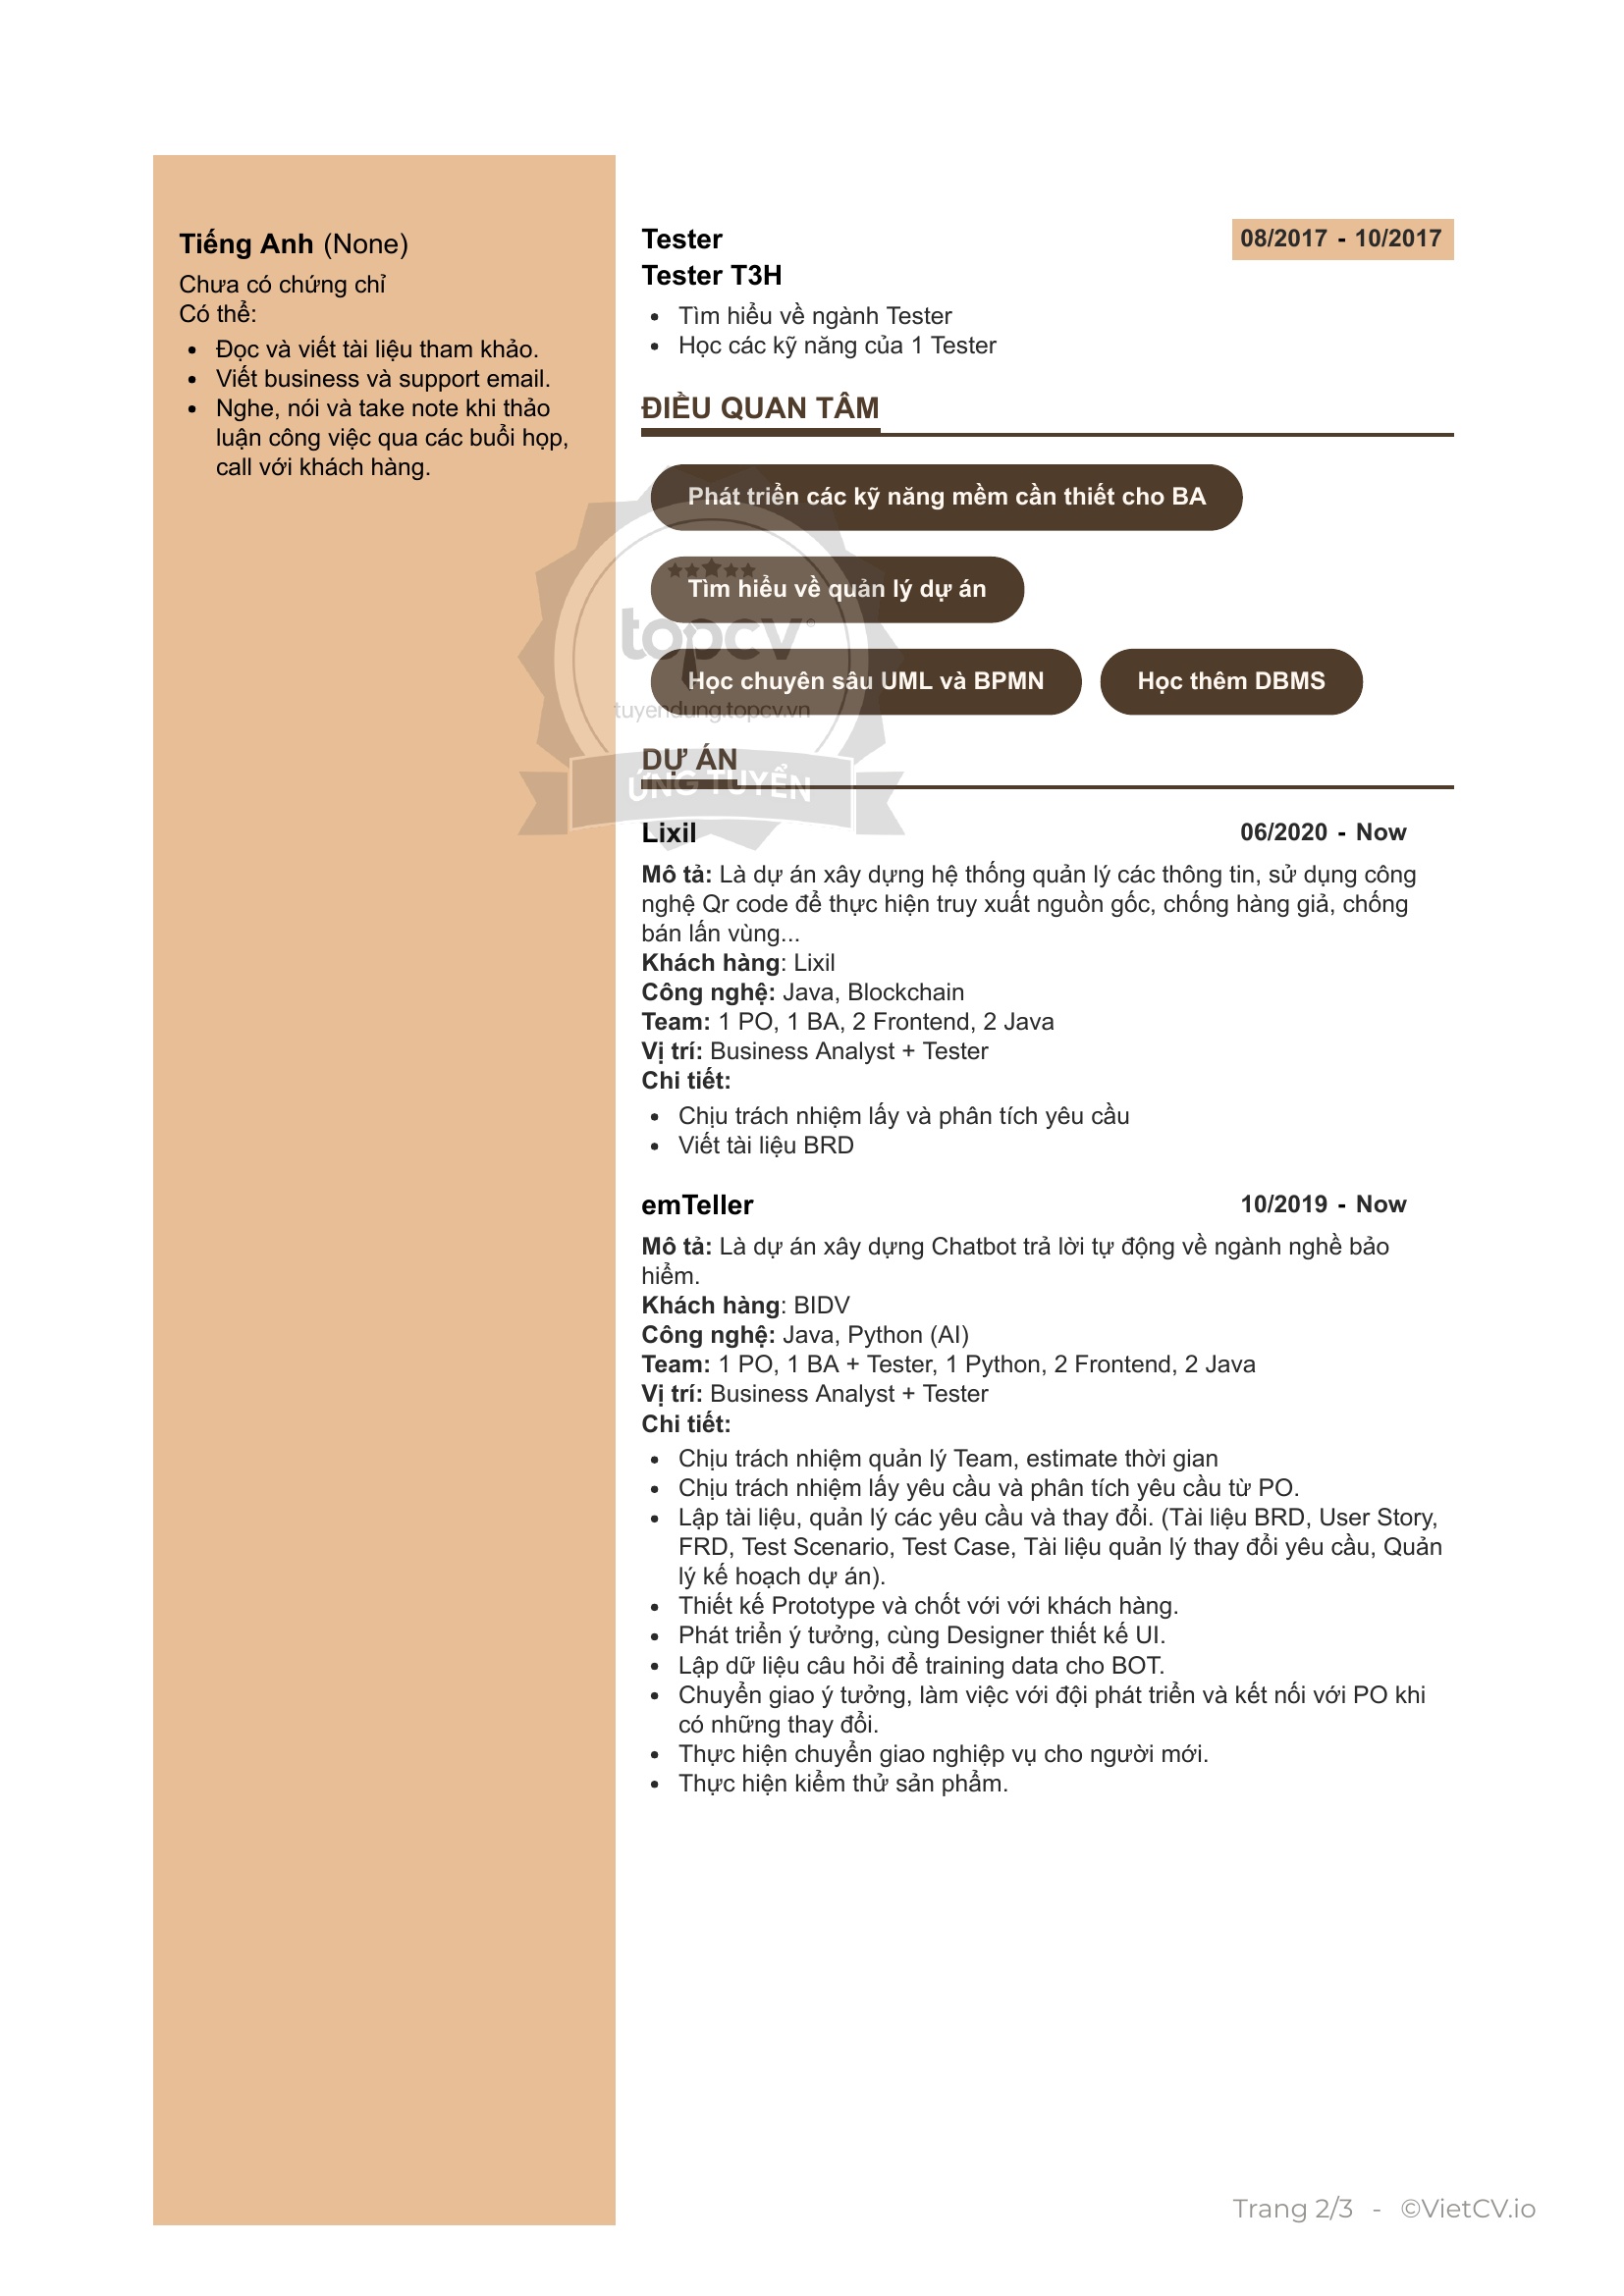 Tiếng Anh (None)
Chưa có chứng chỉ
Có thể:
• Đọc và viết tài liệu tham khảo.
• Viết business và support email.
• Nghe, nói và take note khi thảo
luận công việc qua các buổi họp,
call với khách hàng.
Tester
08/2017 - 10/2017
Tester T3H
• Tìm hiểu về ngành Tester
• Học các kỹ năng của 1 Tester
ĐIỀU QUAN TÂM
Phát triển các kỹ năng mềm cần thiết cho BA
Tìm hiểu về quản lý dự án
Học chuyên sâu UML và BPMN
Học thêm DBMS
topcv
tuyendung.topcv.vn
ỨNG TUYỂN
DỰ ÁN
Lixil
06/2020 - Now
Mô tả: Là dự án xây dựng hệ thống quản lý các thông tin, sử dụng công
nghệ Qr code để thực hiện truy xuất nguồn gốc, chống hàng giả, chống
bán lấn vùng...
Khách hàng: Lixil
Công nghệ: Java, Blockchain
Team: 1 PO, 1 BA, 2 Frontend, 2 Java
Vị trí: Business Analyst + Tester
Chi tiết:
• Chịu trách nhiệm lấy và phân tích yêu cầu
• Viết tài liệu BRD
emTeller
10/2019 - Now
Mô tả: Là dự án xây dựng Chatbot trả lời tự động về ngành nghề bảo
hiểm.
Khách hàng: BIDV
Công nghệ: Java, Python (AI)
Team: 1 PO, 1 BA + Tester, 1 Python, 2 Frontend, 2 Java
Vị trí: Business Analyst + Tester
Chi tiết:
• Chịu trách nhiệm quản lý Team, estimate thời gian
• Chịu trách nhiệm lấy yêu cầu và phân tích yêu cầu từ PO.
• Lập tài liệu, quản lý các yêu cầu và thay đổi. (Tài liệu BRD, User Story,
FRD, Test Scenario, Test Case, Tài liệu quản lý thay đổi yêu cầu, Quản
lý kế hoạch dự án).
• Thiết kế Prototype và chốt với với khách hàng.
• Phát triển ý tưởng, cùng Designer thiết kế UI.
• Lập dữ liệu câu hỏi để training data cho BOT.
• Chuyển giao ý tưởng, làm việc với đội phát triển và kết nối với PO khi
có những thay đổi.
• Thực hiện chuyển giao nghiệp vụ cho người mới.
• Thực hiện kiểm thử sản phẩm.
Trang 2/3 - ©VietCV.io